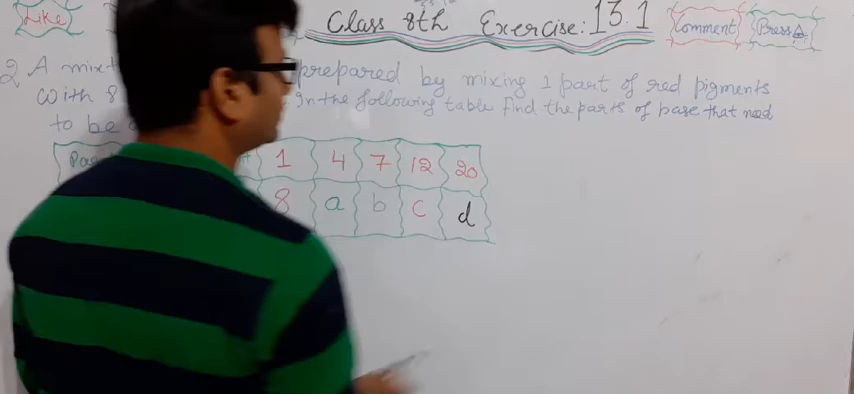 Like Class 8th Exercise: 13.1 Comment Press
2 A prepared by mixing 1 part of red pigments
With 8 In the following table find the parts of base that need
to be
1 4 7 12 20
8 a b c d